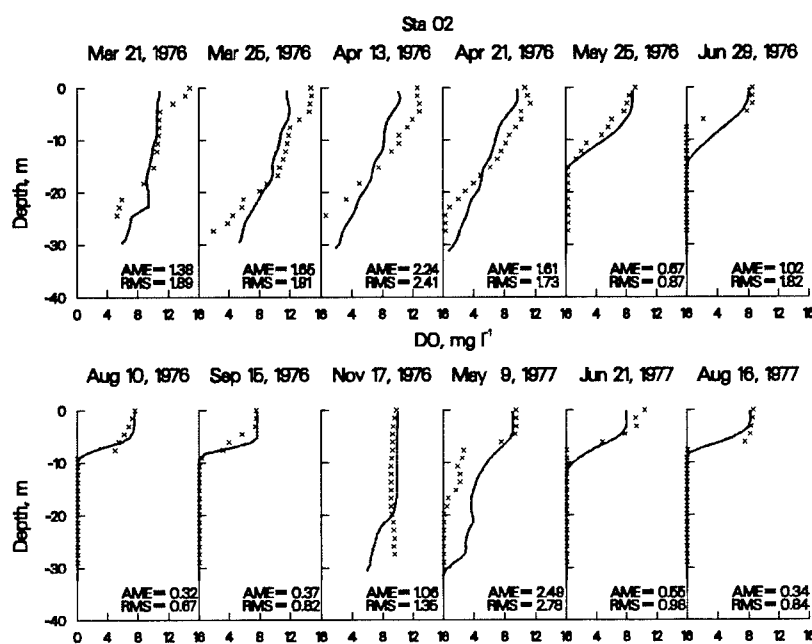 Sta 02
Mar 21, 1976 Mar 25, 1976 Apr 13, 1976 Apr 21, 1976 May 25, 1976 Jun 29, 1976
0
-10
-20
-30
-40
Depth, m
AME= 1.38 AME= 1.65 AME= 2.24 AME= 1.61 AME= 0.67 AME= 1.02
RMS= 1.89 RMS= 1.91 RMS= 2.41 RMS= 1.73 RMS= 0.87 RMS= 1.82
0 4 8 12 16 4 8 12 16 4 8 12 16 4 8 12 16 4 8 12 16 4 8 12 16
DO, mg l⁻¹
Aug 10, 1976 Sep 15, 1976 Nov 17, 1976 May 9, 1977 Jun 21, 1977 Aug 16, 1977
0
-10
-20
-30
-40
Depth, m
AME= 0.32 AME= 0.37 AME= 1.06 AME= 2.49 AME= 0.55 AME= 0.34
RMS= 0.67 RMS= 0.82 RMS= 1.35 RMS= 2.78 RMS= 0.98 RMS= 0.84
0 4 8 12 16 4 8 12 16 4 8 12 16 4 8 12 16 4 8 12 16 4 8 12 16